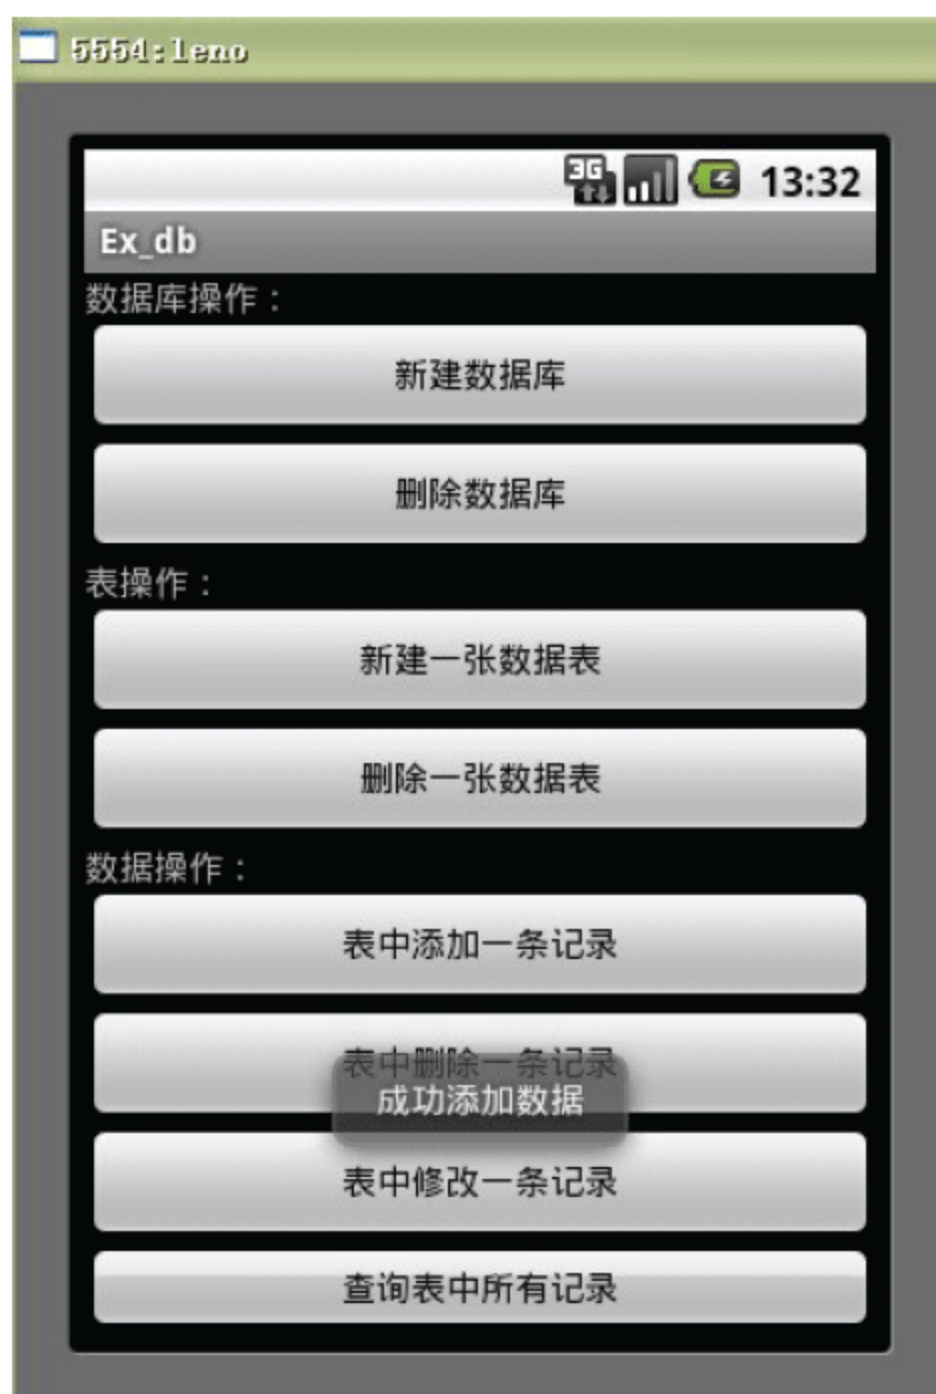 5554:leno
3G 13:32
Ex_db
数据库操作：
新建数据库
删除数据库
表操作：
新建一张数据表
删除一张数据表
数据操作：
表中添加一条记录
表中删除一条记录
成功添加数据
表中修改一条记录
查询表中所有记录